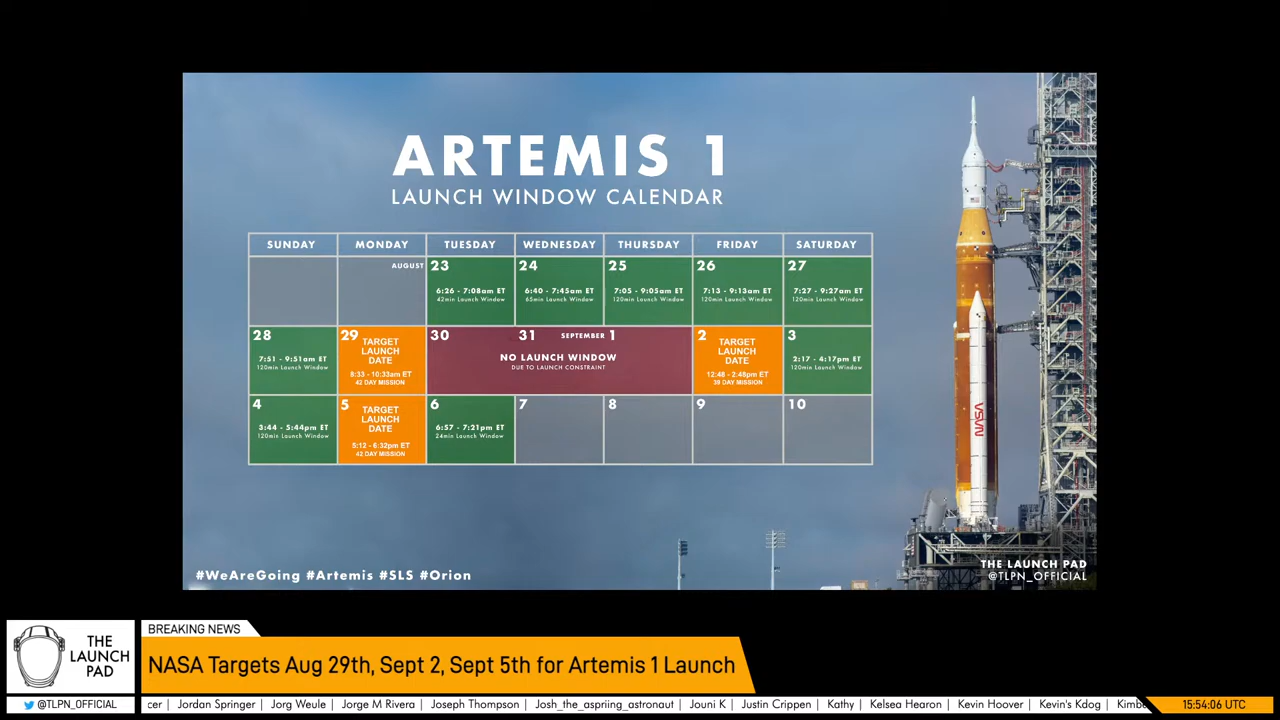 ARTEMIS 1
LAUNCH WINDOW CALENDAR
SUNDAY MONDAY TUESDAY WEDNESDAY THURSDAY FRIDAY SATURDAY
AUGUST 23 24 25 26 27
6:26 - 7:08am ET 6:40 - 7:45am ET 7:05 - 9:05am ET 7:13 - 9:13am ET 7:27 - 9:27am ET
42min Launch Window 65min Launch Window 120min Launch Window 120min Launch Window 120min Launch Window
28 29 30 31 SEPTEMBER 1 2 3
TARGET TARGET
LAUNCH LAUNCH
DATE DATE
7:51 - 9:51am ET NO LAUNCH WINDOW 2:17 - 4:17pm ET
120min Launch Window DUE TO LAUNCH CONSTRAINT 120min Launch Window
8:33 - 10:33am ET 12:48 - 2:48pm ET
42 DAY MISSION 39 DAY MISSION
4 5 6 7 8 9 10
TARGET
LAUNCH
DATE
3:44 - 5:44pm ET 6:57 - 7:21pm ET
120min Launch Window 24min Launch Window
5:12 - 6:32pm ET
42 DAY MISSION
NASA
#WeAreGoing #Artemis #SLS #Orion
THE LAUNCH PAD
@TLPN_OFFICIAL
BREAKING NEWS
THE
LAUNCH
PAD
NASA Targets Aug 29th, Sept 2, Sept 5th for Artemis 1 Launch
@TLPN_OFFICIAL
cer | Jordan Springer | Jorg Weule | Jorge M Rivera | Joseph Thompson | Josh_the_aspriing_astronaut | Jouni K | Justin Crippen | Kathy | Kelsea Hearon | Kevin Hoover | Kevin's Kdog | Kimbe
15:54:06 UTC